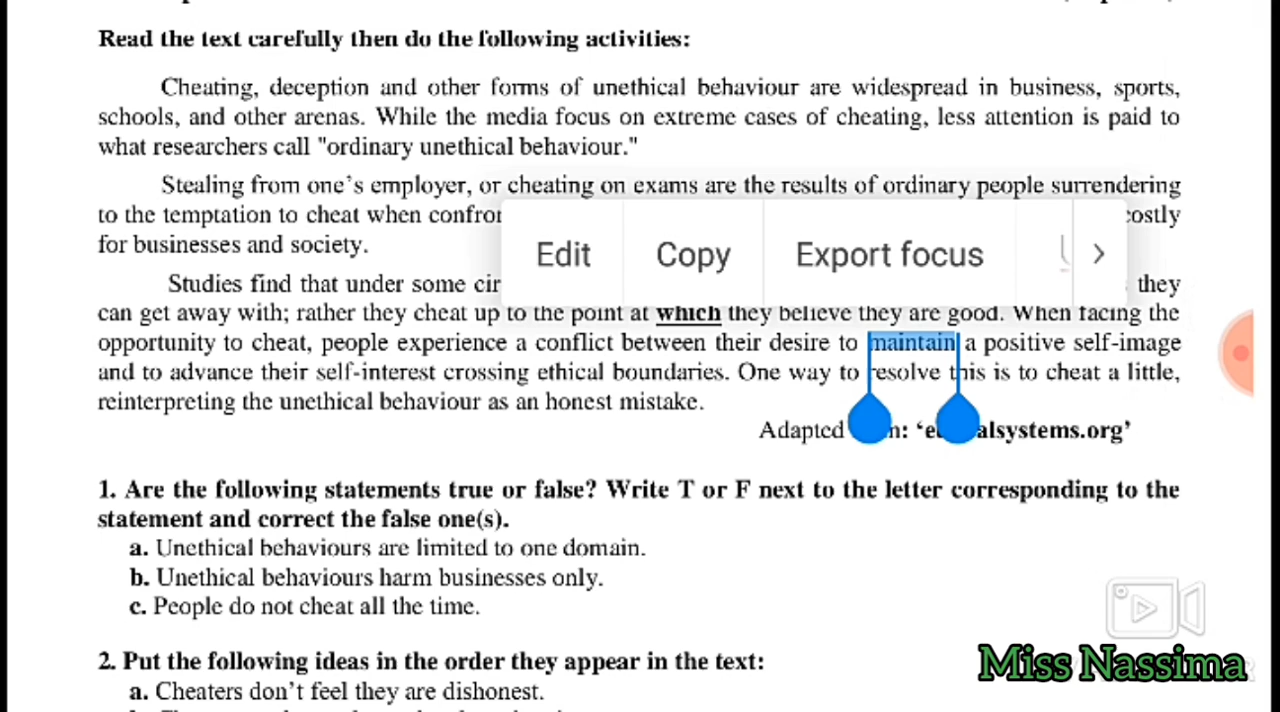 Read the text carefully then do the following activities:
Cheating, deception and other forms of unethical behaviour are widespread in business, sports,
schools, and other arenas. While the media focus on extreme cases of cheating, less attention is paid to
what researchers call "ordinary unethical behaviour."
Stealing from one's employer, or cheating on exams are the results of ordinary people surrendering
to the temptation to cheat when
for businesses and society.
Edit Copy Export focus >
Studies find that under some they
can get away with; rather they cheat up to the point at which they believe they are good. When facing the
opportunity to cheat, people experience a conflict between their desire to maintain a positive self-image
and to advance their self-interest crossing ethical boundaries. One way to resolve this is to cheat a little,
reinterpreting the unethical behaviour as an honest mistake.
Adapted
1. Are the following statements true or false? Write T or F next to the letter corresponding to the
statement and correct the false one(s).
a. Unethical behaviours are limited to one domain.
b. Unethical behaviours harm businesses only.
c. People do not cheat all the time.
2. Put the following ideas in the order they appear in the text:
a. Cheaters don't feel they are dishonest.
Miss Nassima